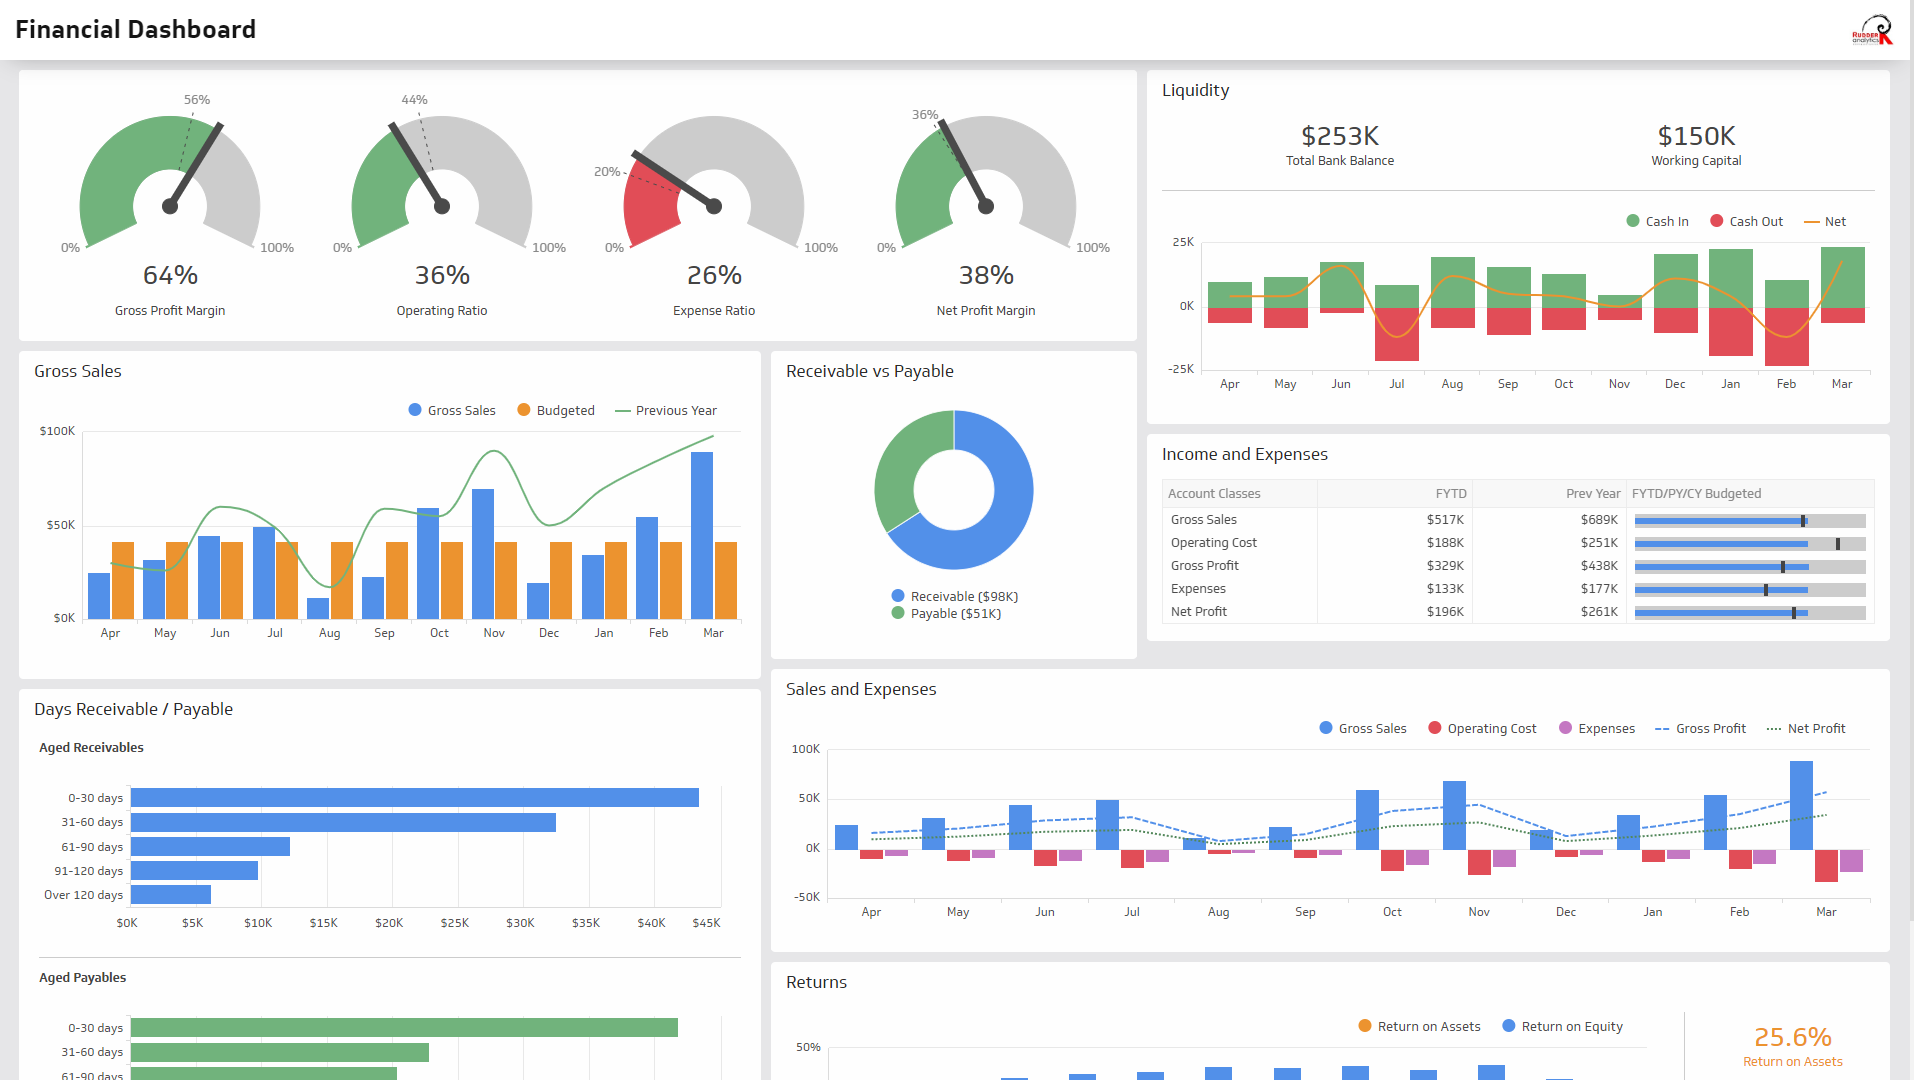 Financial Dashboard
RUDDER
analytics
56%
0%
100%
64%
Gross Profit Margin
44%
0%
100%
36%
Operating Ratio
20%
0%
100%
26%
Expense Ratio
36%
0%
100%
38%
Net Profit Margin
Liquidity
$253K
Total Bank Balance
$150K
Working Capital
Cash In Cash Out Net
25K
0K
-25K
Apr May Jun Jul Aug Sep Oct Nov Dec Jan Feb Mar
Gross Sales
Gross Sales Budgeted Previous Year
$100K
$50K
$0K
Apr May Jun Jul Aug Sep Oct Nov Dec Jan Feb Mar
Receivable vs Payable
Receivable ($98K)
Payable ($51K)
Income and Expenses
Account Classes FYTD Prev Year FYTD/PY/CY Budgeted
Gross Sales $517K $689K
Operating Cost $188K $251K
Gross Profit $329K $438K
Expenses $133K $177K
Net Profit $196K $261K
Days Receivable / Payable
Aged Receivables
0-30 days
31-60 days
61-90 days
91-120 days
Over 120 days
$0K $5K $10K $15K $20K $25K $30K $35K $40K $45K
Aged Payables
0-30 days
31-60 days
61-90 days
Sales and Expenses
Gross Sales Operating Cost Expenses Gross Profit Net Profit
100K
50K
0K
-50K
Apr May Jun Jul Aug Sep Oct Nov Dec Jan Feb Mar
Returns
Return on Assets Return on Equity
50%
25.6%
Return on Assets